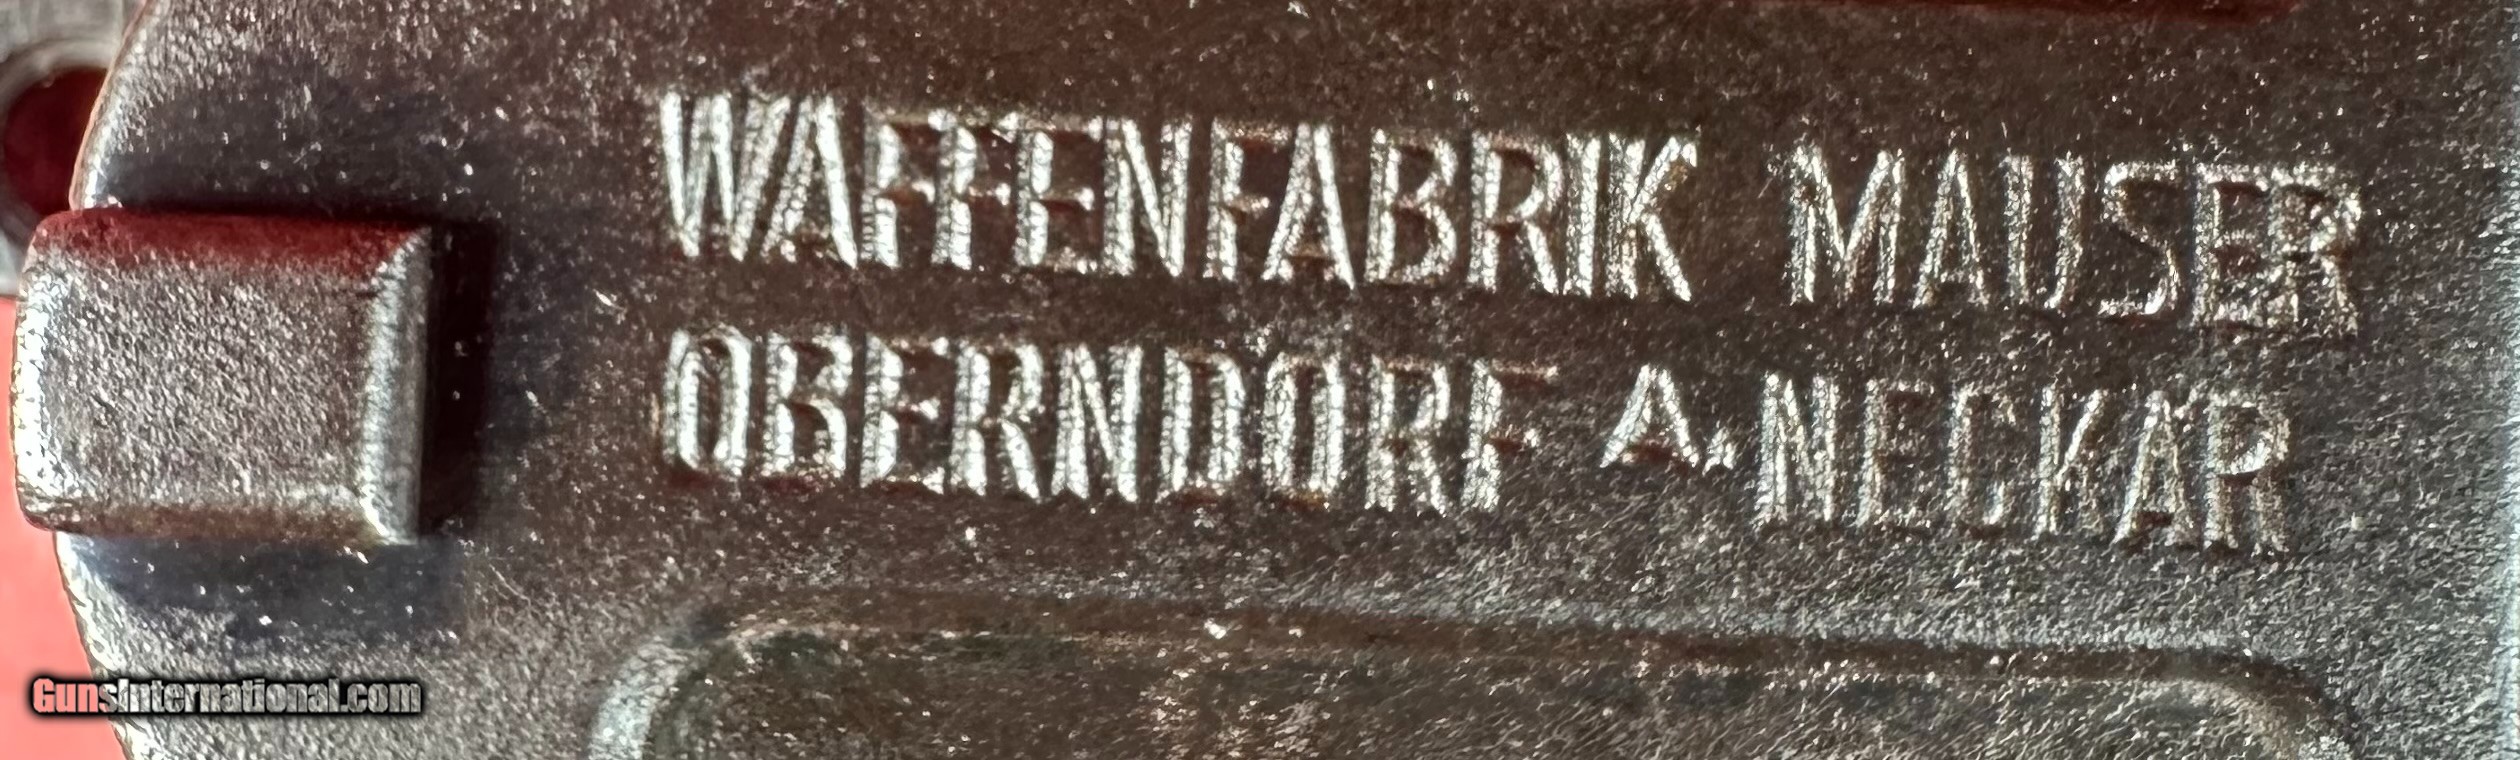 WAFFENFABRIK MAUSER
OBERNDORF A. NECKAR
GunsInternational.com